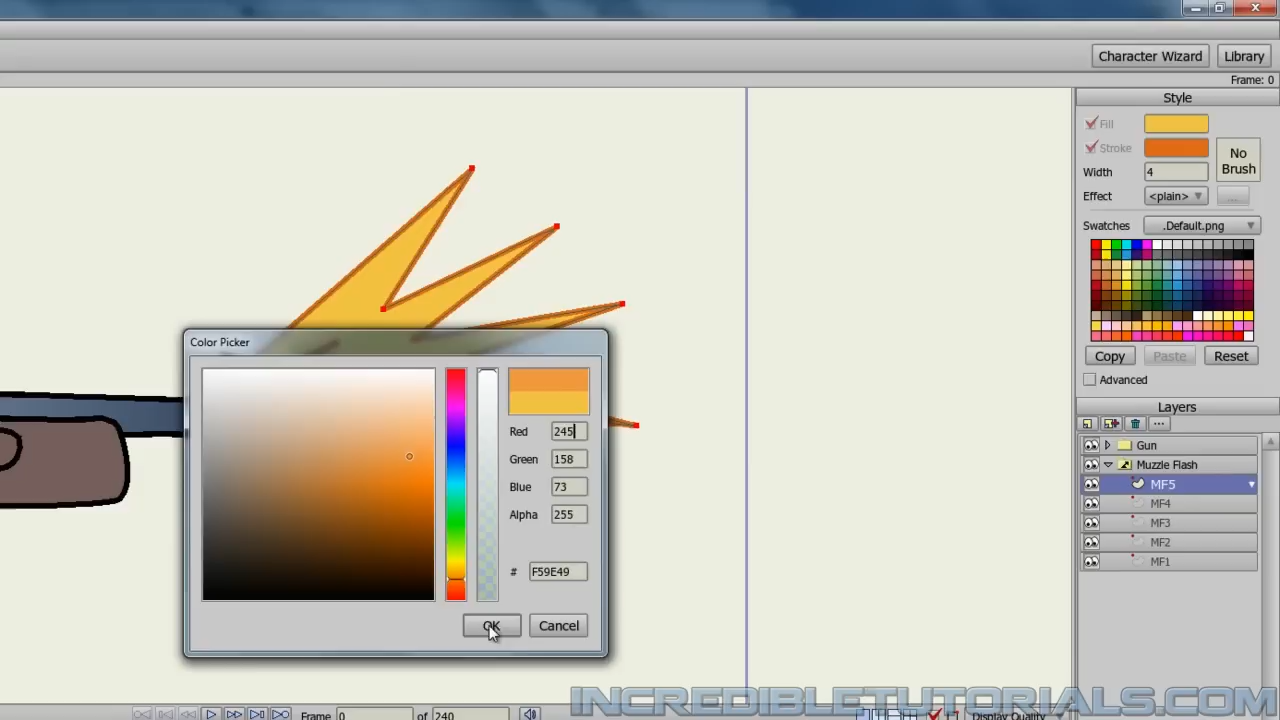 Character Wizard
Library
Frame: 0
Style
Fill
Stroke
No
Brush
Width 4
Effect <plain> ...
Swatches .Default.png
Copy Paste Reset
Advanced
Layers
...
Gun
Muzzle Flash
MF5
MF4
MF3
MF2
MF1
Color Picker
Red 245
Green 158
Blue 73
Alpha 255
# F59E49
OK Cancel
INCREDIBLETUTORIALS.COM
Frame 0 of 240 Display Quality